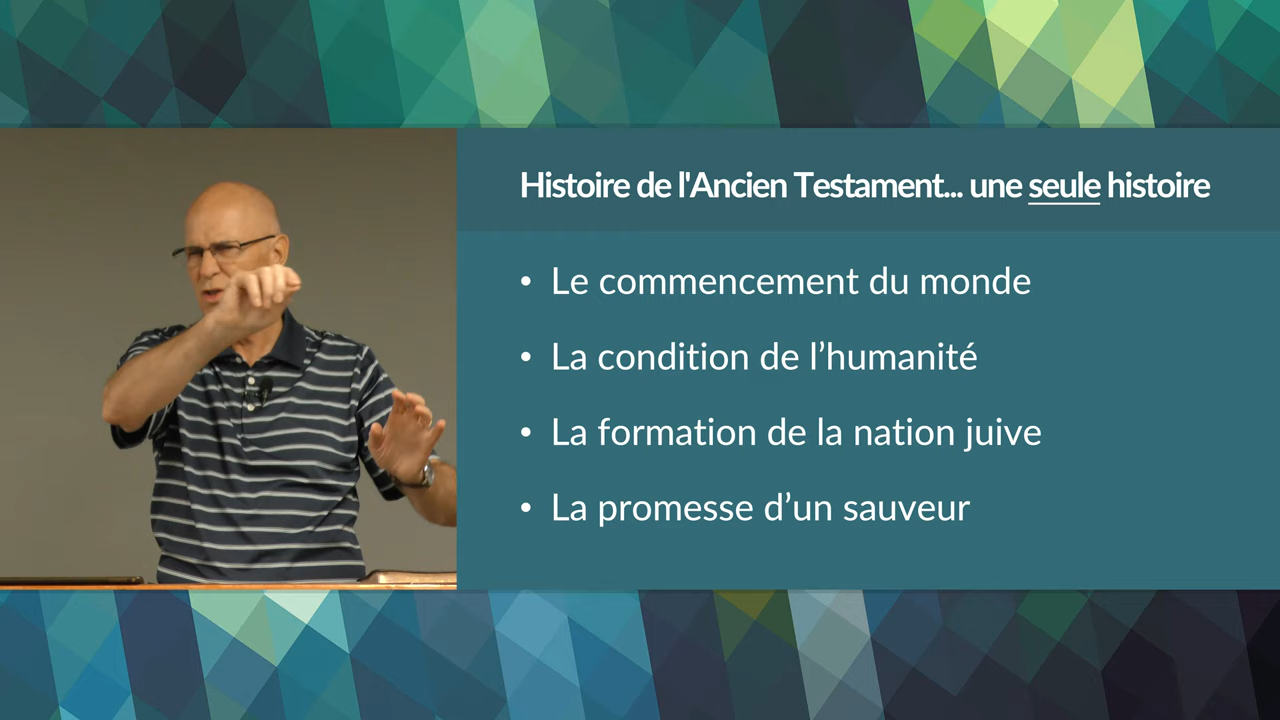 Histoire de l'Ancien Testament... une seule histoire
• Le commencement du monde
• La condition de l’humanité
• La formation de la nation juive
• La promesse d’un sauveur